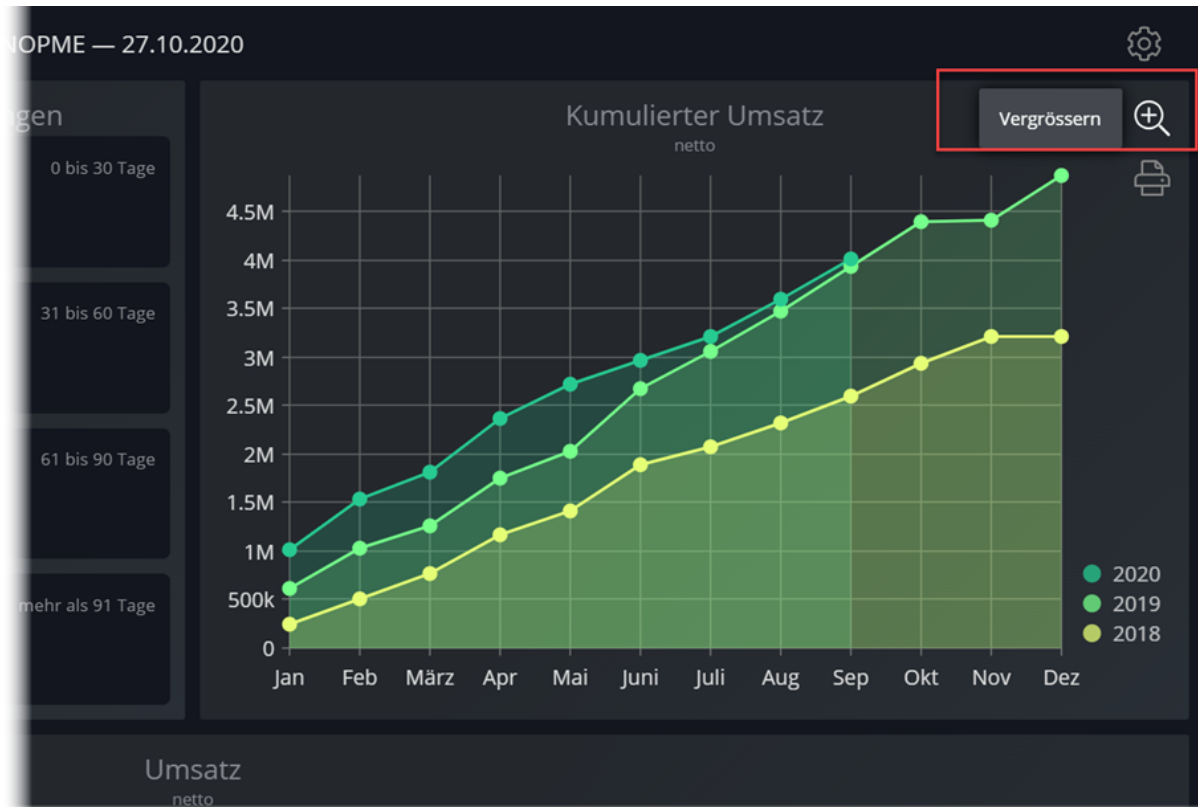 — 27.10.2020
Kumulierter Umsatz
netto
Vergrössern
0 bis 30 Tage
31 bis 60 Tage
61 bis 90 Tage
mehr als 91 Tage
4.5M
4M
3.5M
3M
2.5M
2M
1.5M
1M
500k
0
Jan Feb März Apr Mai Juni Juli Aug Sep Okt Nov Dez
2020
2019
2018
Umsatz
netto